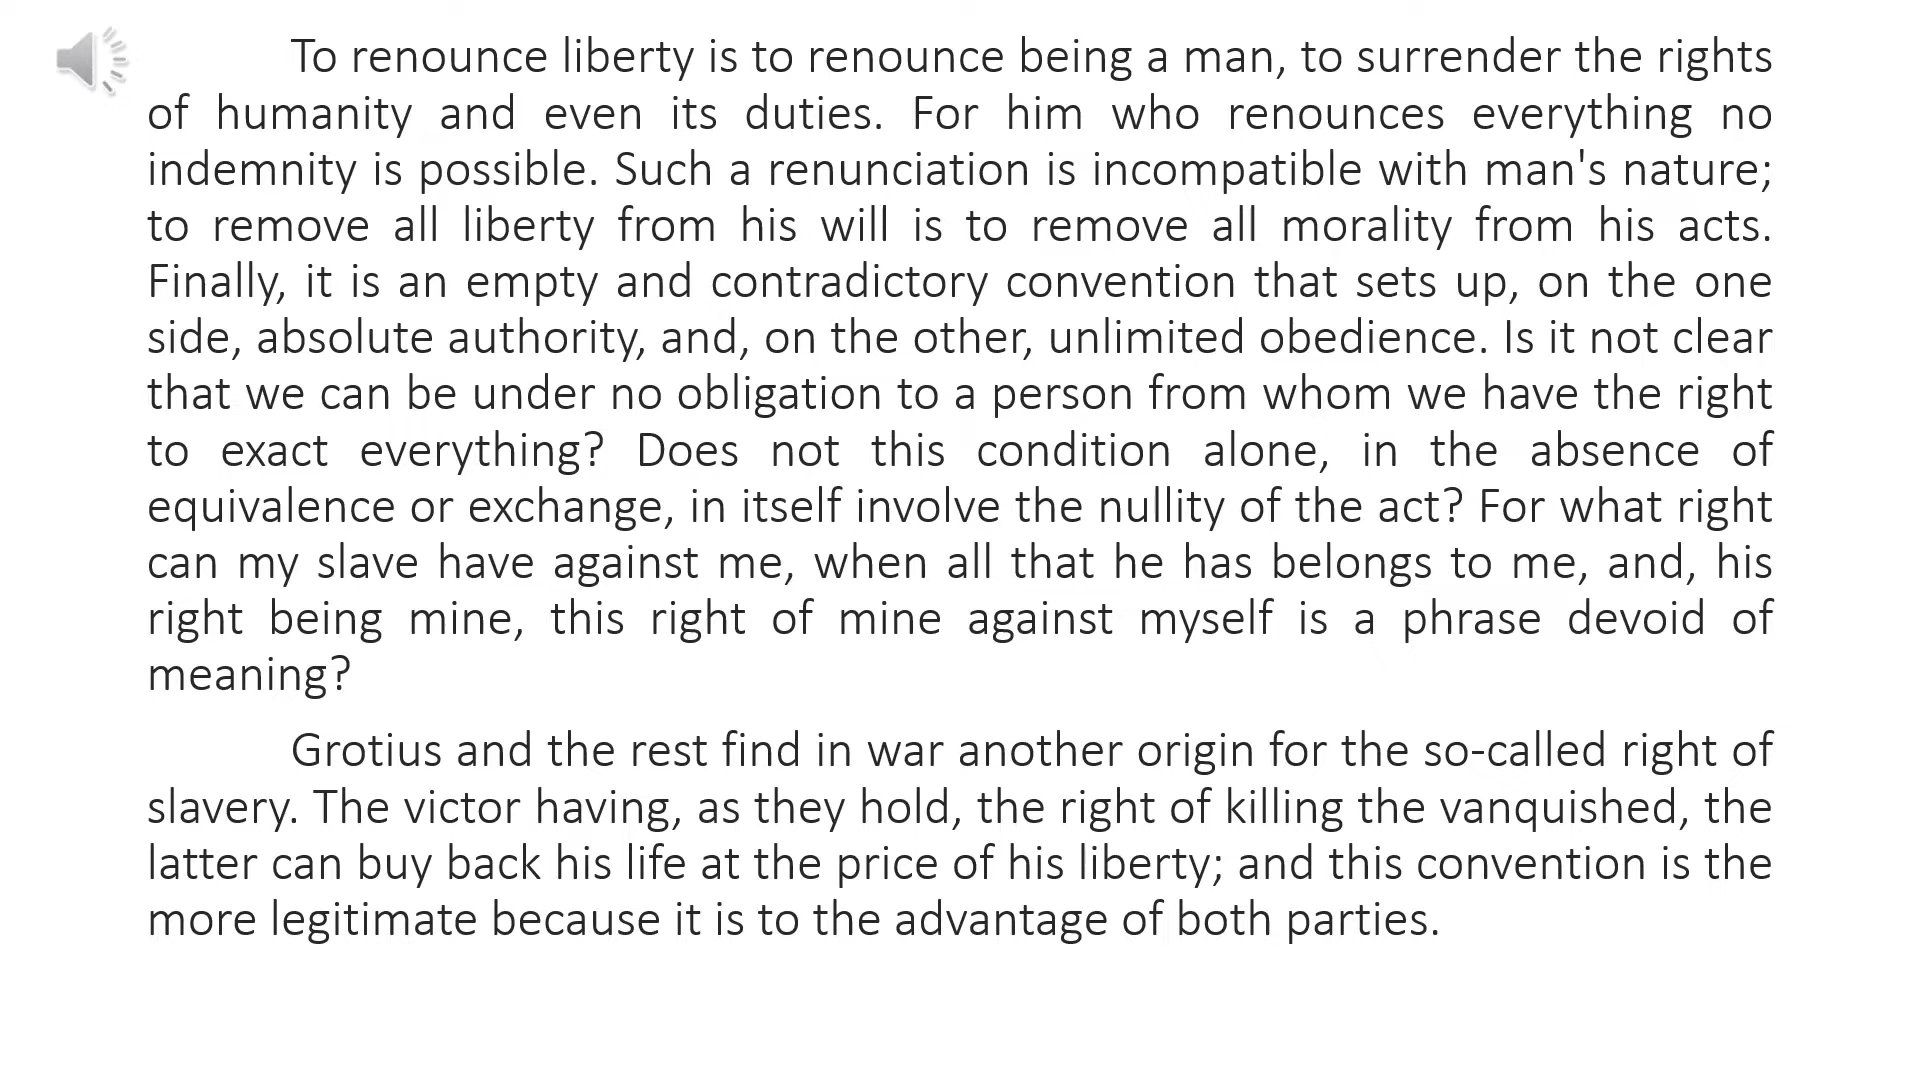 To renounce liberty is to renounce being a man, to surrender the rights
of humanity and even its duties. For him who renounces everything no
indemnity is possible. Such a renunciation is incompatible with man's nature;
to remove all liberty from his will is to remove all morality from his acts.
Finally, it is an empty and contradictory convention that sets up, on the one
side, absolute authority, and, on the other, unlimited obedience. Is it not clear
that we can be under no obligation to a person from whom we have the right
to exact everything? Does not this condition alone, in the absence of
equivalence or exchange, in itself involve the nullity of the act? For what right
can my slave have against me, when all that he has belongs to me, and, his
right being mine, this right of mine against myself is a phrase devoid of
meaning?
Grotius and the rest find in war another origin for the so-called right of
slavery. The victor having, as they hold, the right of killing the vanquished, the
latter can buy back his life at the price of his liberty; and this convention is the
more legitimate because it is to the advantage of both parties.